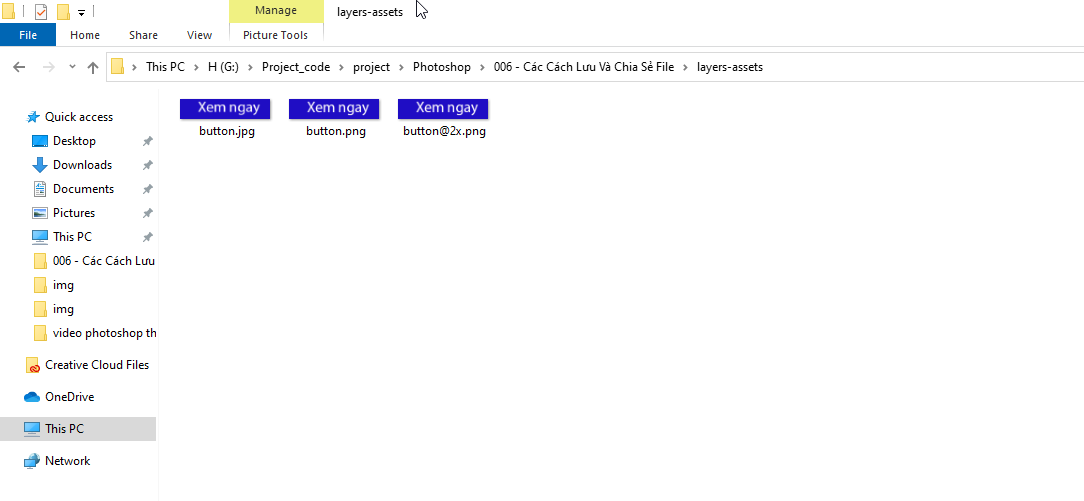 Manage
layers-assets
File
Home
Share
View
Picture Tools
This PC > H (G:) > Project_code > project > Photoshop > 006 - Các Cách Lưu Và Chia Sẻ File > layers-assets
Quick access
Desktop
Downloads
Documents
Pictures
This PC
006 - Các Cách Lưu
img
img
video photoshop th
Creative Cloud Files
OneDrive
This PC
Network
Xem ngay
button.jpg
Xem ngay
button.png
Xem ngay
button@2x.png